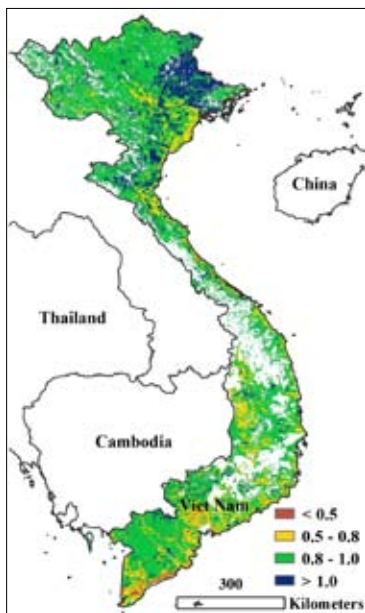 China
Thailand
Cambodia
Viet Nam
< 0.5
0.5 - 0.8
0.8 - 1.0
> 1.0
300
Kilometers